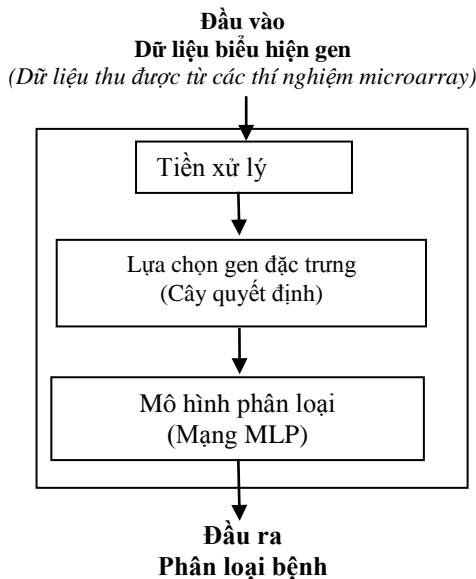 Đầu vào
Dữ liệu biểu hiện gen
(Dữ liệu thu được từ các thí nghiệm microarray)
Tiền xử lý
Lựa chọn gen đặc trưng
(Cây quyết định)
Mô hình phân loại
(Mạng MLP)
Đầu ra
Phân loại bệnh